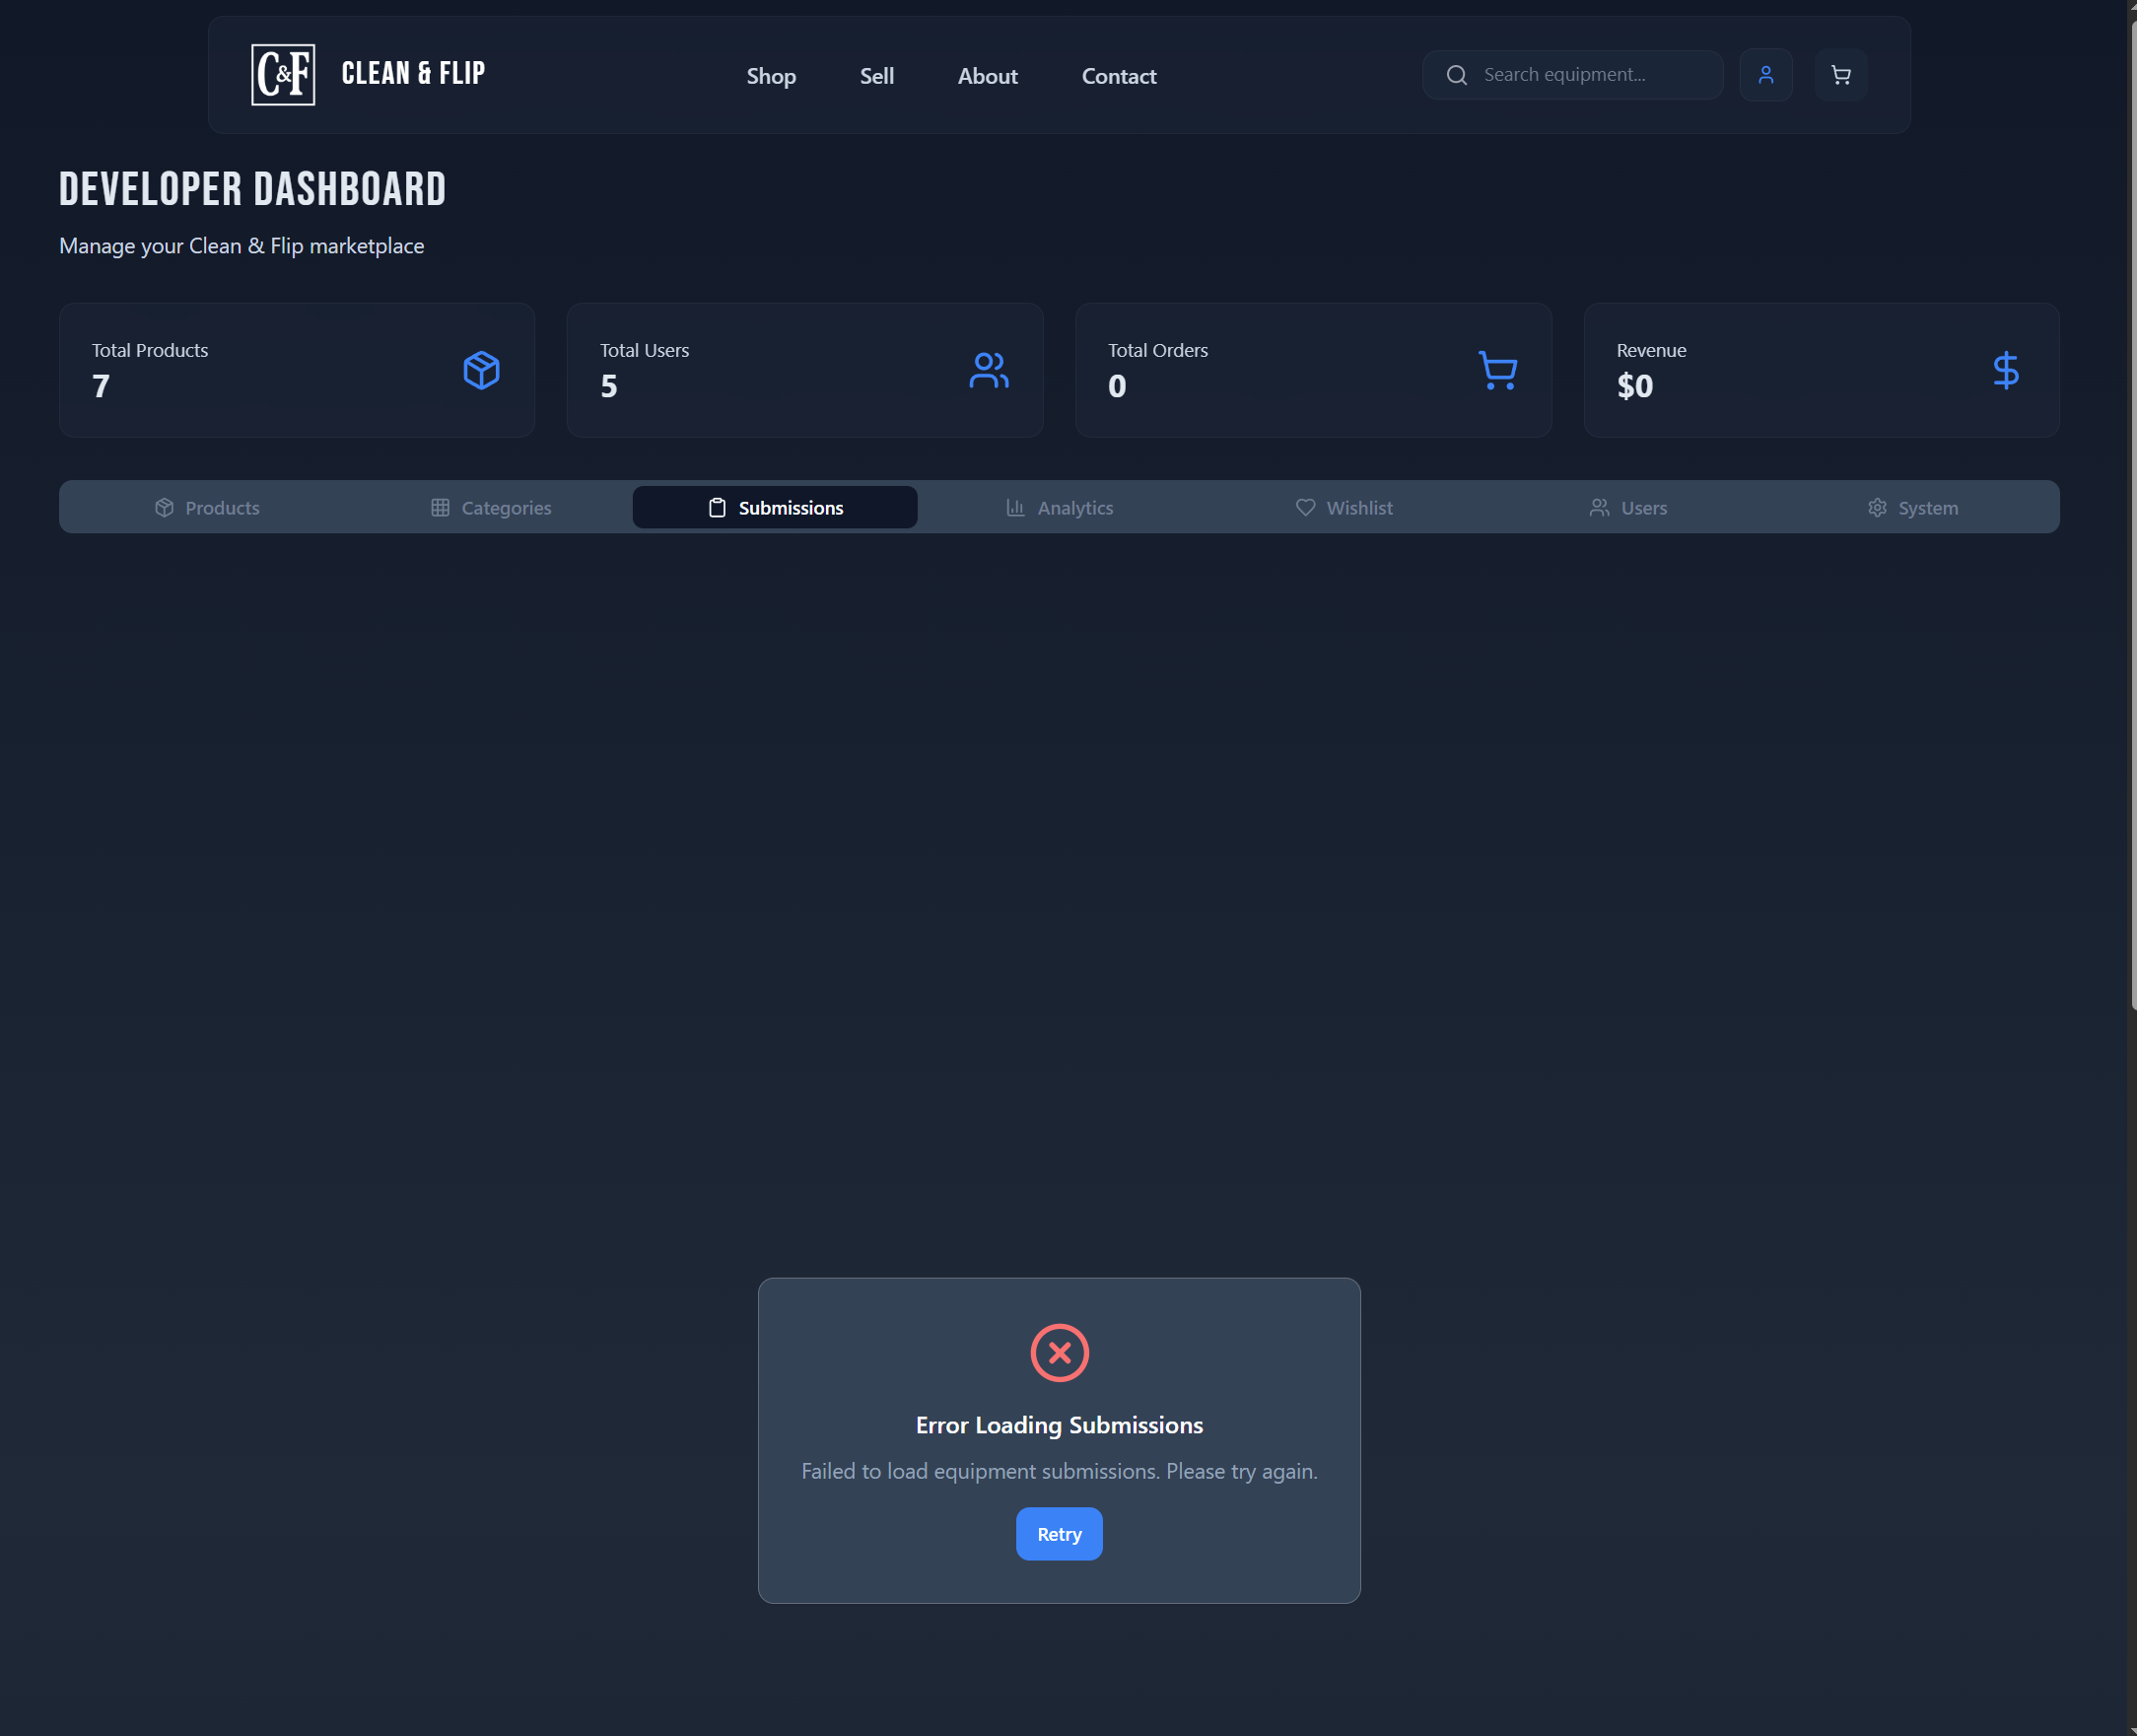 C&F CLEAN & FLIP Shop Sell About Contact Search equipment...
DEVELOPER DASHBOARD
Manage your Clean & Flip marketplace
Total Products
7
Total Users
5
Total Orders
0
Revenue
$0
Products Categories Submissions Analytics Wishlist Users System
Error Loading Submissions
Failed to load equipment submissions. Please try again.
Retry